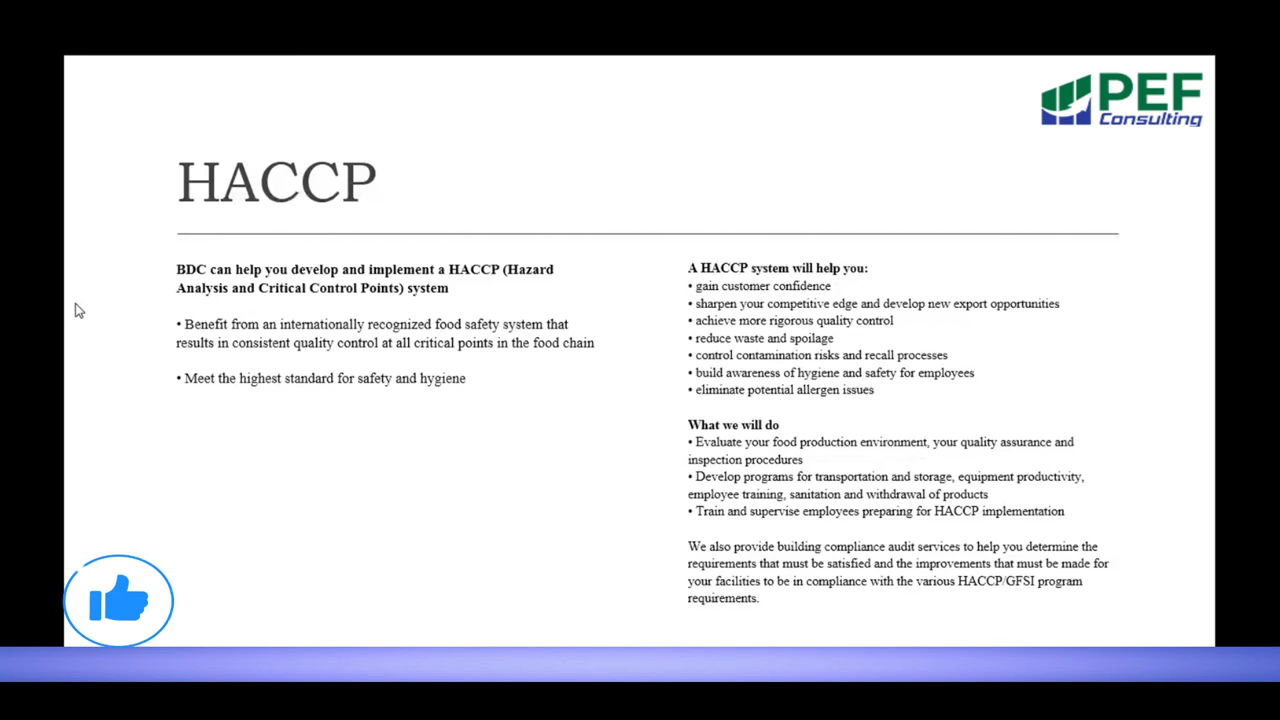 PEF
Consulting
HACCP
BDC can help you develop and implement a HACCP (Hazard
Analysis and Critical Control Points) system
• Benefit from an internationally recognized food safety system that
results in consistent quality control at all critical points in the food chain
• Meet the highest standard for safety and hygiene
A HACCP system will help you:
• gain customer confidence
• sharpen your competitive edge and develop new export opportunities
• achieve more rigorous quality control
• reduce waste and spoilage
• control contamination risks and recall processes
• build awareness of hygiene and safety for employees
• eliminate potential allergen issues
What we will do
• Evaluate your food production environment, your quality assurance and
inspection procedures
• Develop programs for transportation and storage, equipment productivity,
employee training, sanitation and withdrawal of products
• Train and supervise employees preparing for HACCP implementation
We also provide building compliance audit services to help you determine the
requirements that must be satisfied and the improvements that must be made for
your facilities to be in compliance with the various HACCP/GFSI program
requirements.